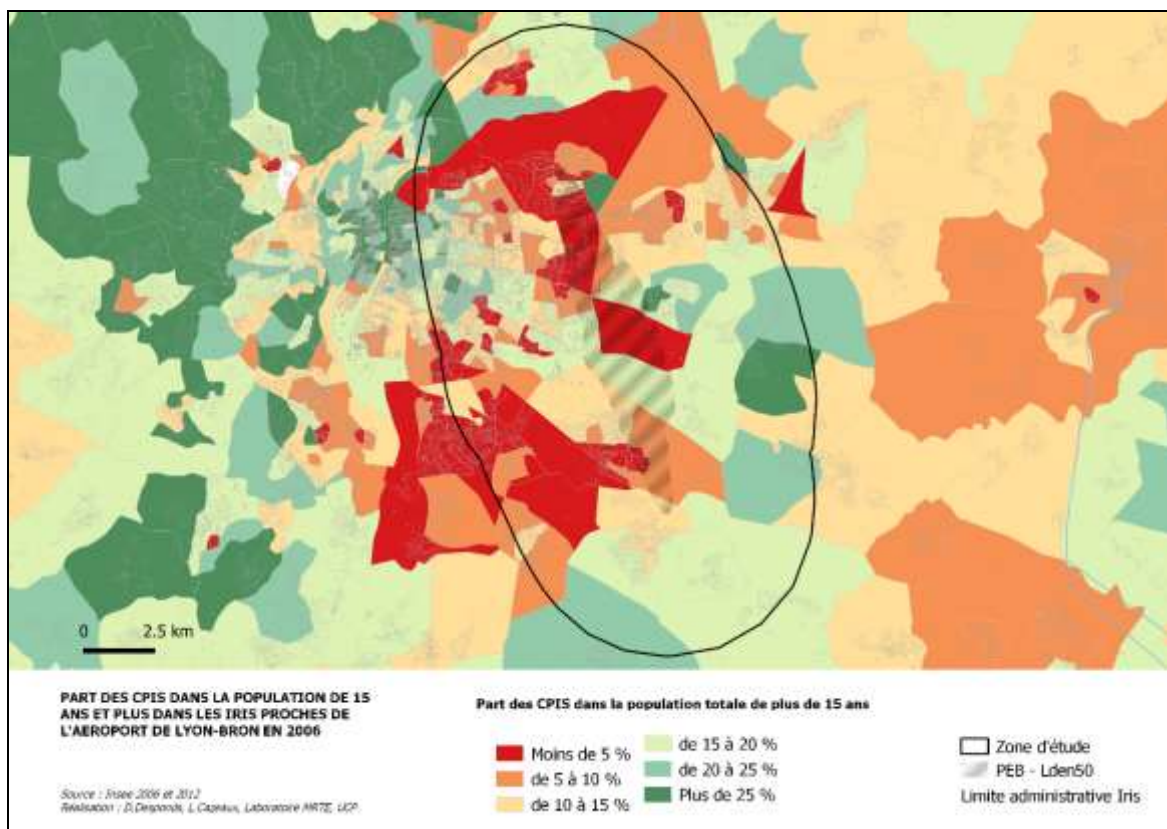 0 2.5 km
PART DES CPIS DANS LA POPULATION DE 15
ANS ET PLUS DANS LES IRIS PROCHES DE
L'AEROPORT DE LYON-BRON EN 2006
Source : Insee 2006 et 2012
Réalisation : D.Desponds, L.Cazeaux, Laboratoire MRTE, UCP
Part des CPIS dans la population totale de plus de 15 ans
Moins de 5 %
de 5 à 10 %
de 10 à 15 %
de 15 à 20 %
de 20 à 25 %
Plus de 25 %
Zone d'étude
PEB - Lden50
Limite administrative Iris